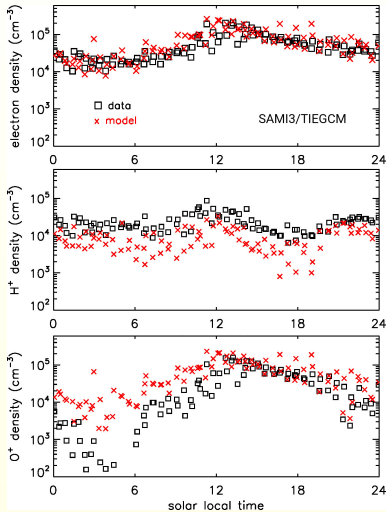 electron density (cm⁻³)
10⁵
10⁴
10³
10²
□ data
× model
SAMI3/TIEGCM
0 6 12 18 24
H⁺ density (cm⁻³)
10⁵
10⁴
10³
10²
0 6 12 18 24
O⁺ density (cm⁻³)
10⁵
10⁴
10³
10²
0 6 12 18 24
solar local time